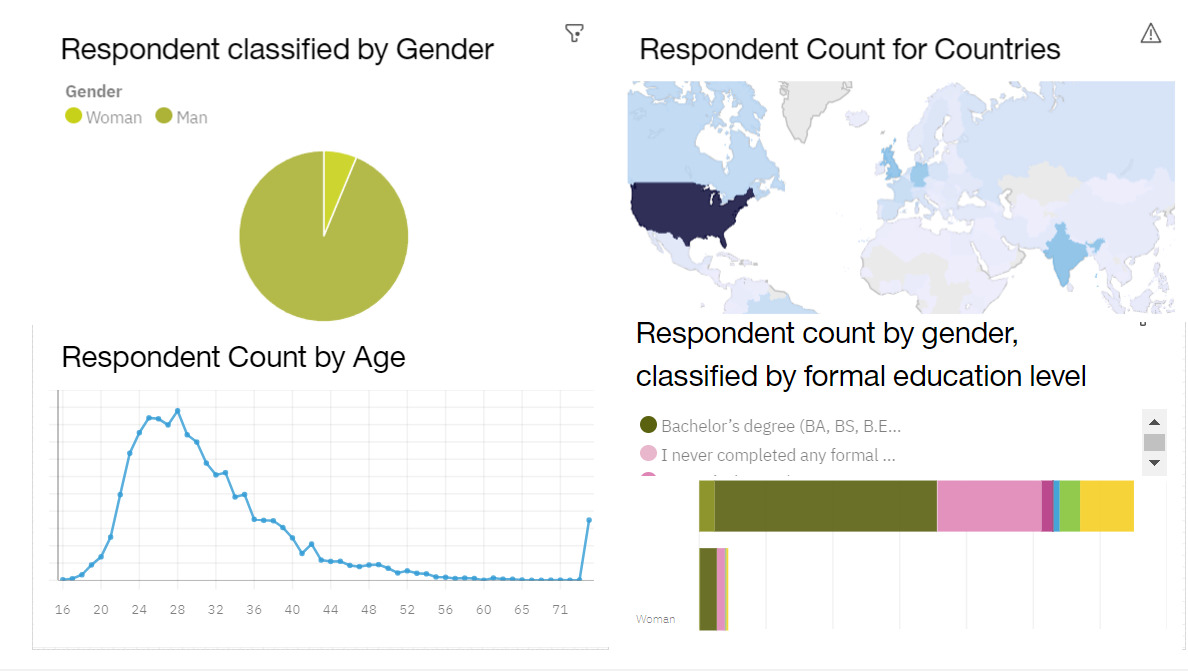 Respondent classified by Gender
Gender
Woman Man
Respondent Count for Countries
Respondent Count by Age
16 20 24 28 32 36 40 44 48 52 56 60 65 71
Respondent count by gender,
classified by formal education level
Bachelor's degree (BA, BS, B.E...
I never completed any formal ...
Woman